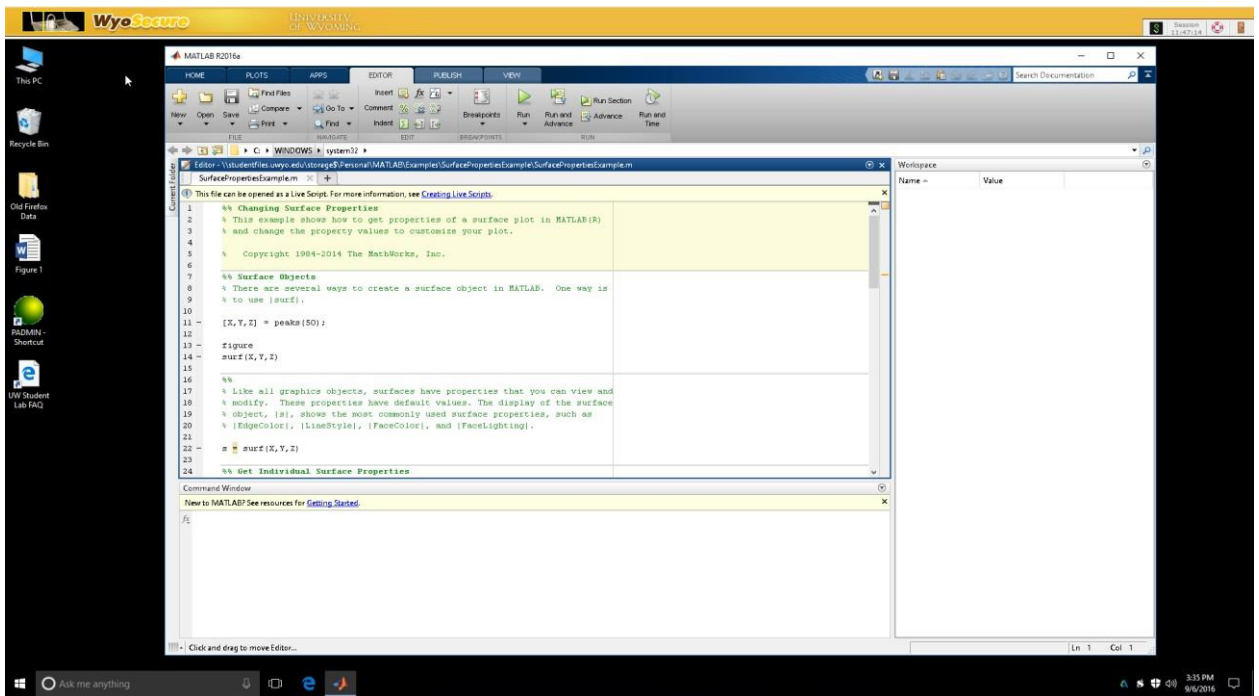 WyoSecure
UNIVERSITY
OF WYOMING
S
Session
11:47:14
This PC
Recycle Bin
Old Firefox
Data
Figure 1
PADMIN -
Shortcut
UW Student
Lab FAQ
MATLAB R2016a
HOME PLOTS APPS EDITOR PUBLISH VIEW
Search Documentation
New Open Save
Find Files
Compare
Print
Go To
Find
Insert fx
Comment
Indent
Breakpoints
Run
Run and
Advance
Run Section
Advance
Run and
Time
FILE NAVIGATE EDIT BREAKPOINTS RUN
C: WINDOWS system32
Current Folder
Editor - \\studentfiles.uwyo.edu\storage$\Personal\MATLAB\Examples\SurfacePropertiesExample\SurfacePropertiesExample.m
SurfacePropertiesExample.m +
This file can be opened as a Live Script. For more information, see Creating Live Scripts.
1 %% Changing Surface Properties
2 % This example shows how to get properties of a surface plot in MATLAB(R)
3 % and change the property values to customize your plot.
4
5 % Copyright 1984-2014 The MathWorks, Inc.
6
7 %% Surface Objects
8 % There are several ways to create a surface object in MATLAB. One way is
9 % to use |surf|.
10
11 - [X,Y,Z] = peaks(50);
12
13 - figure
14 - surf(X,Y,Z)
15
16 %%
17 % Like all graphics objects, surfaces have properties that you can view and
18 % modify. These properties have default values. The display of the surface
19 % object, |s|, shows the most commonly used surface properties, such as
20 % |EdgeColor|, |LineStyle|, |FaceColor|, and |FaceLighting|.
21
22 - s = surf(X,Y,Z)
23
24 %% Get Individual Surface Properties
Workspace
Name Value
Command Window
New to MATLAB? See resources for Getting Started.
fx
Click and drag to move Editor...
Ln 1 Col 1
Ask me anything
3:35 PM
9/6/2016